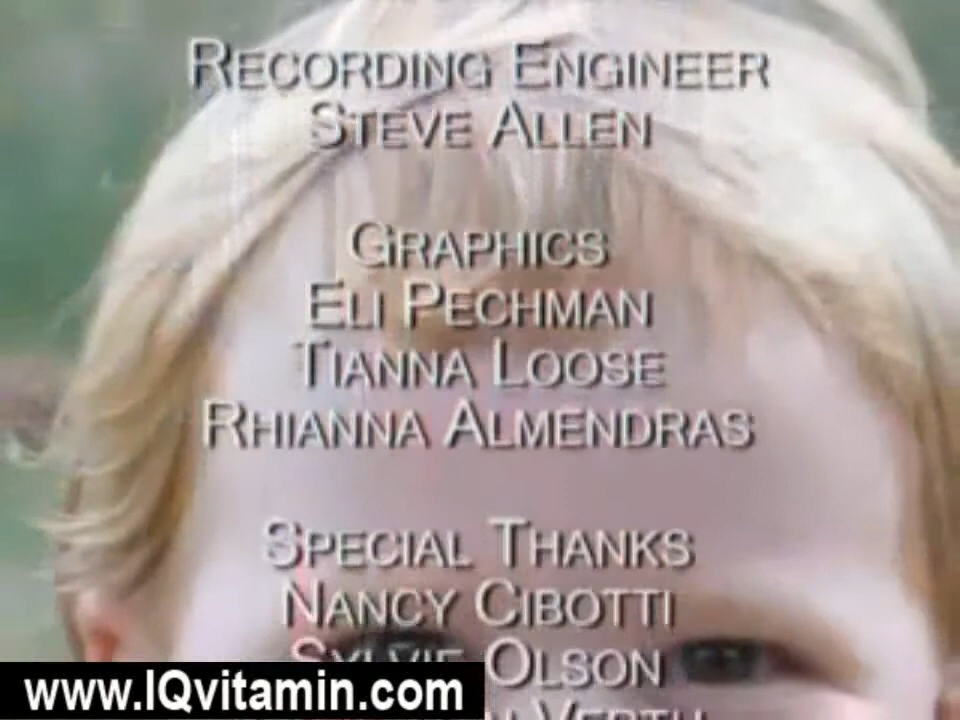 RECORDING ENGINEER
STEVE ALLEN
GRAPHICS
ELI PECHMAN
TIANNA LOOSE
RHIANNA ALMENDRAS
SPECIAL THANKS
NANCY CIBOTTI
SYLVIE OLSON
www.IQvitamin.com